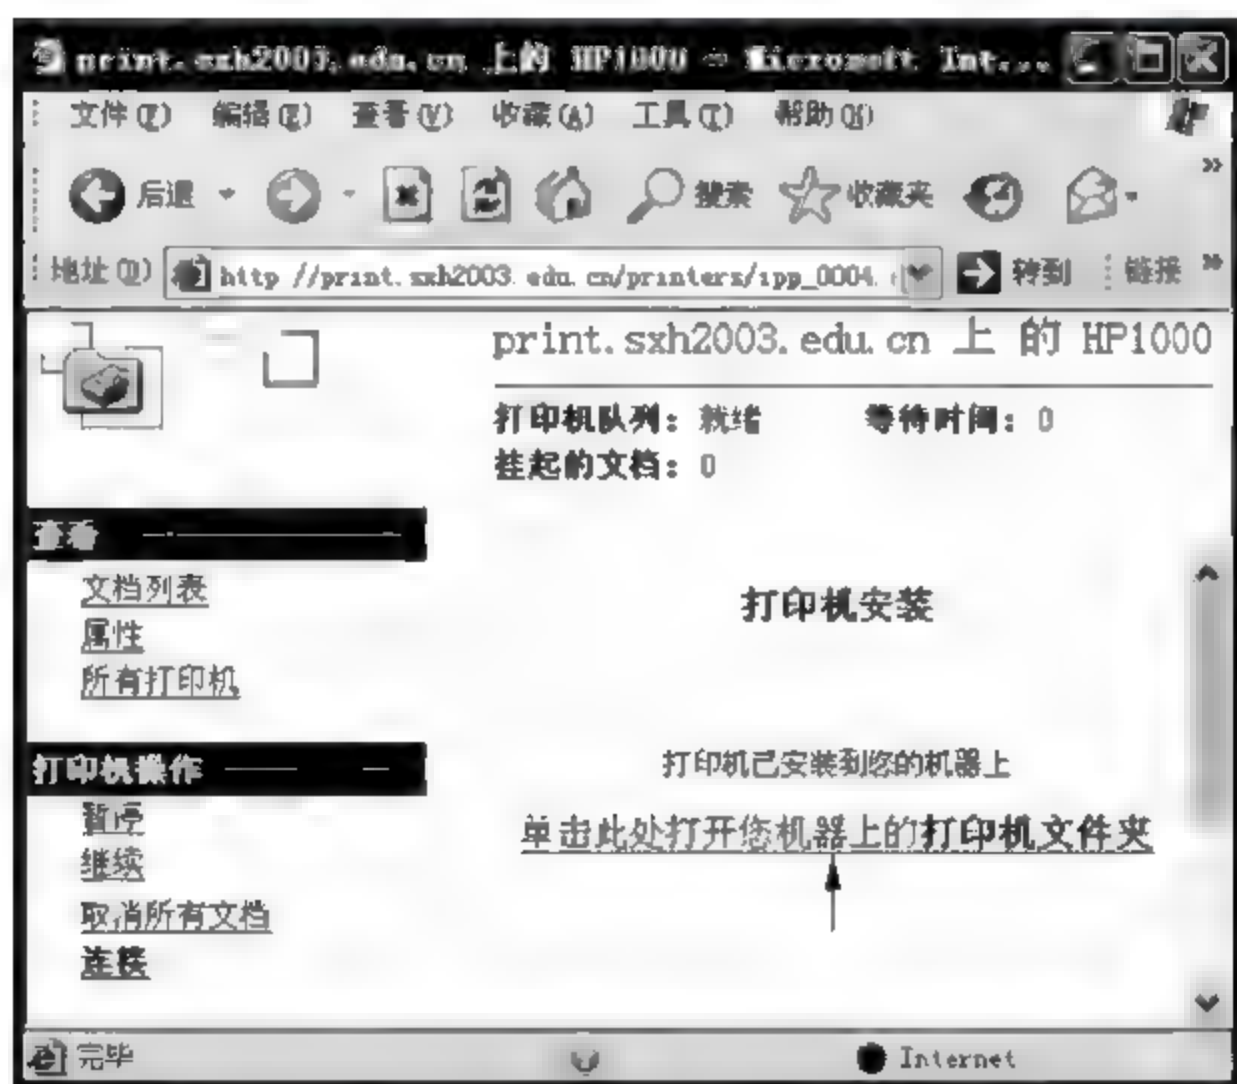 print.sxh2003.edu.cn 上的 HP1000 - Microsoft Int...
文件(F) 编辑(E) 查看(V) 收藏(A) 工具(T) 帮助(H)
后退 搜索 收藏夹
地址(D) http://print.sxh2003.edu.cn/printers/ipp_0004. 转到 链接
print.sxh2003.edu.cn 上的 HP1000
打印机队列: 就绪 等待时间: 0
挂起的文档: 0
查看
文档列表
属性
所有打印机
打印机安装
打印机操作
暂停
继续
取消所有文档
连接
打印机已安装到您的机器上
单击此处打开您机器上的打印机文件夹
完毕 Internet